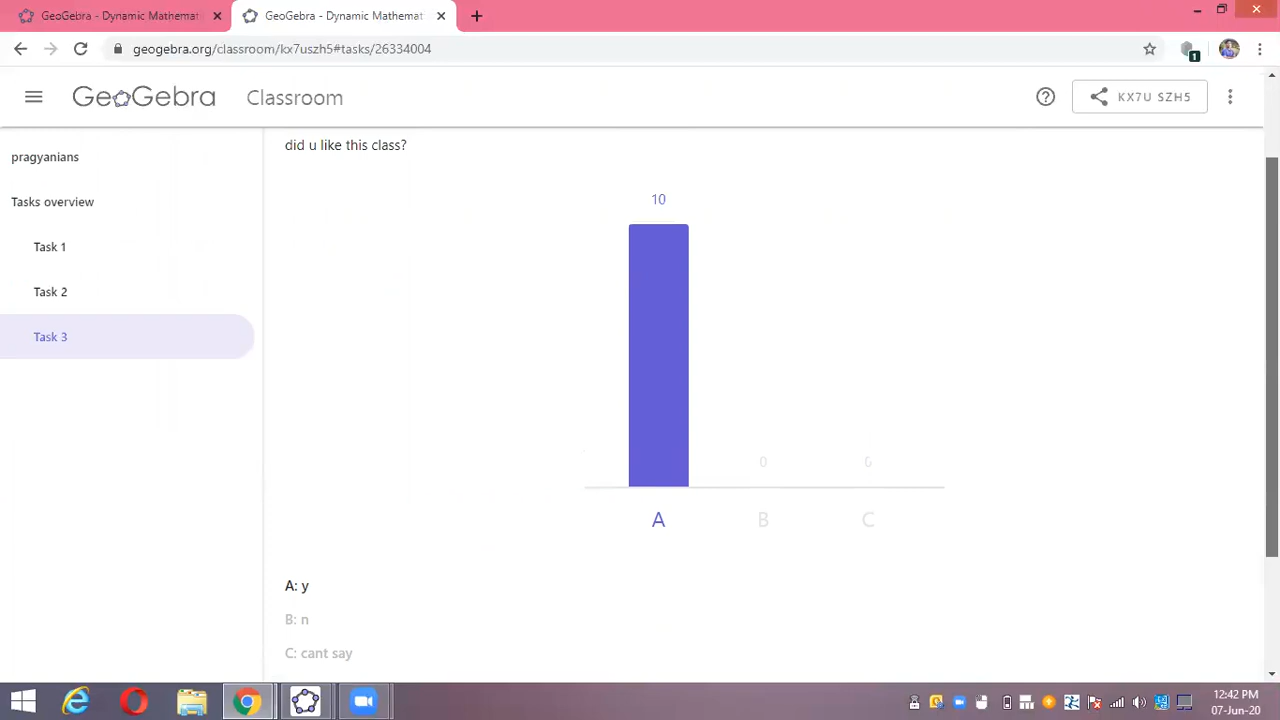 GeoGebra - Dynamic Mathemat
GeoGebra - Dynamic Mathemat
geogebra.org/classroom/kx7uszh5#tasks/26334004
1
GeoGebra
Classroom
KX7U SZH5
pragyanians
Tasks overview
Task 1
Task 2
Task 3
did u like this class?
10
0
0
A
B
C
A: y
B: n
C: cant say
12:42 PM
07-Jun-20